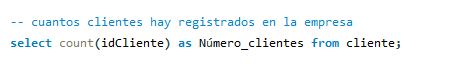 -- cuantos clientes hay registrados en la empresa
select count(idCliente) as Número_clientes from cliente;